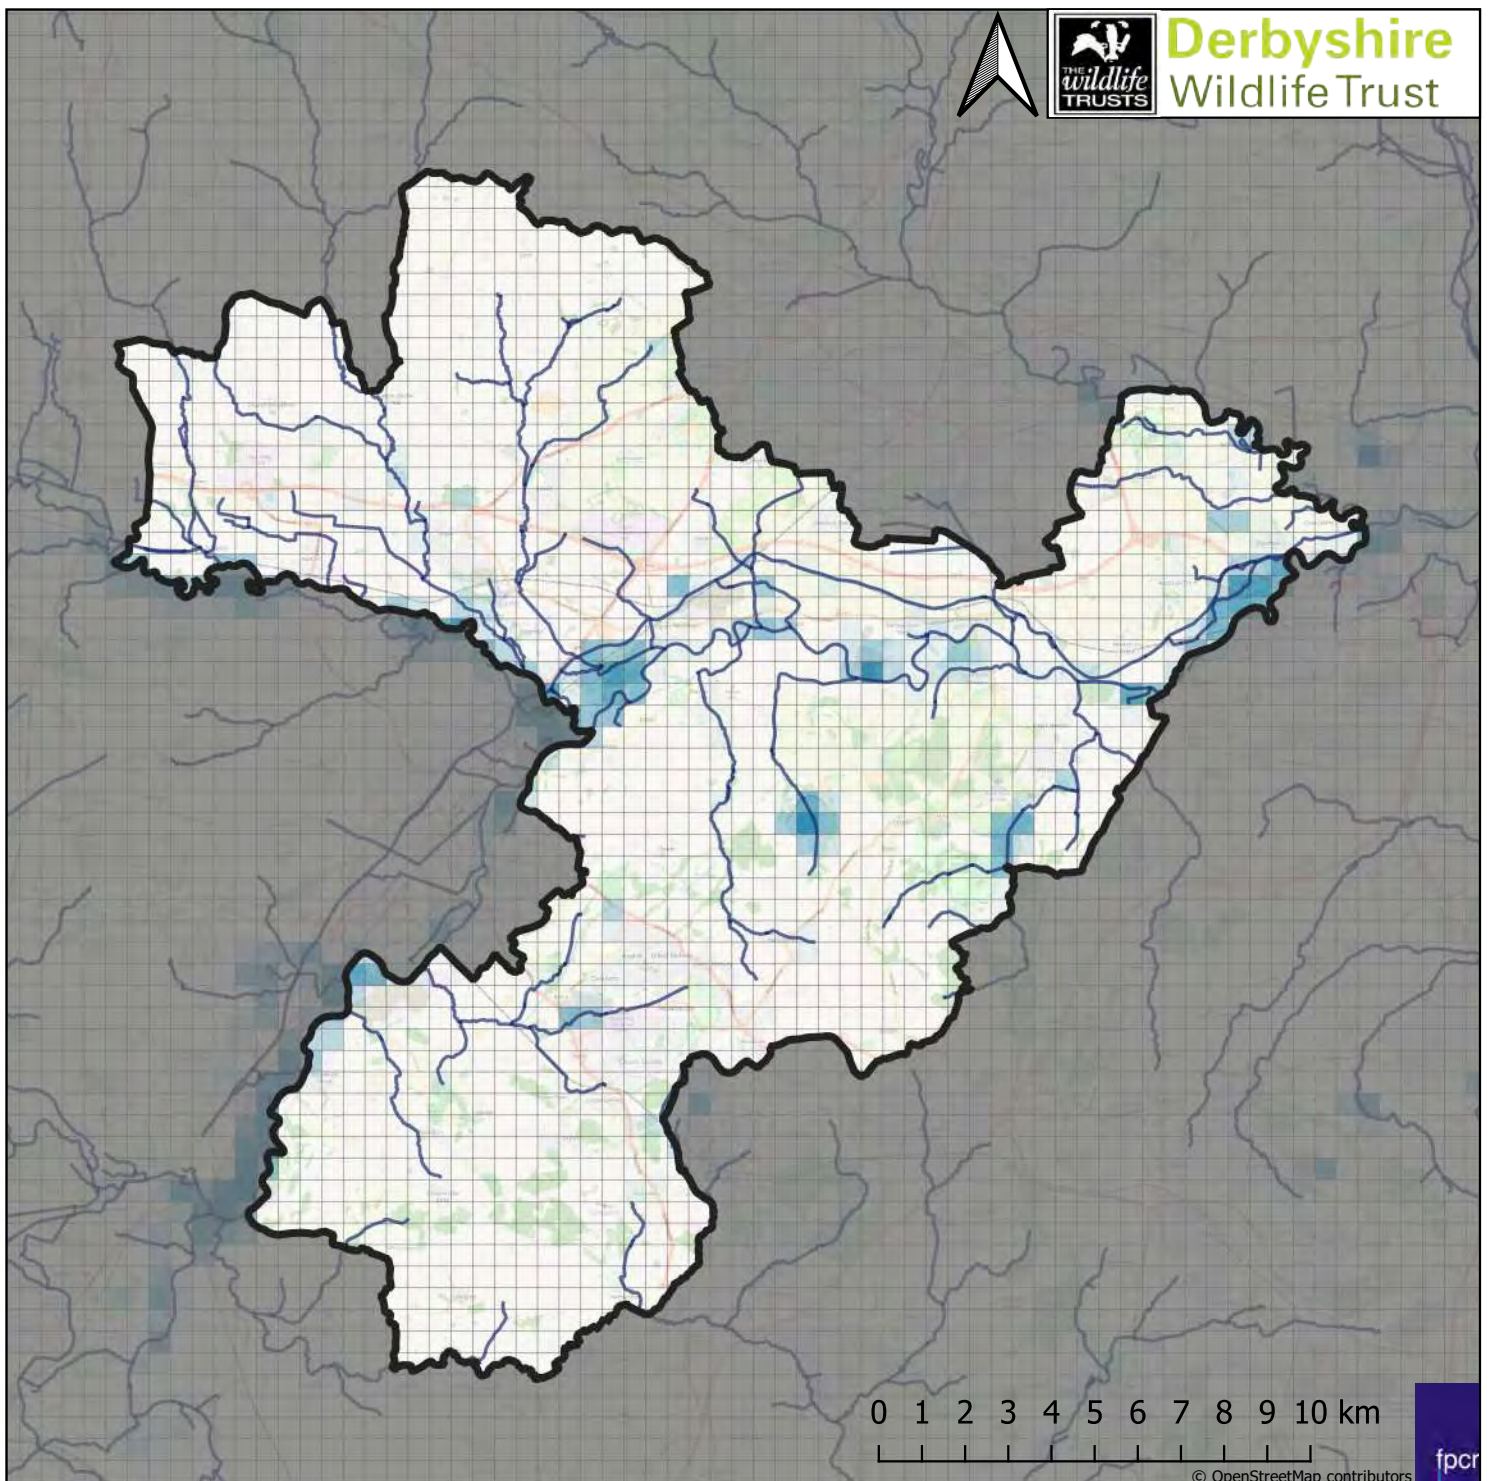 Derbyshire
Wildlife Trust
THE
wildlife
TRUSTS
0 1 2 3 4 5 6 7 8 9 10 km
© OpenStreetMap contributors
fpcr